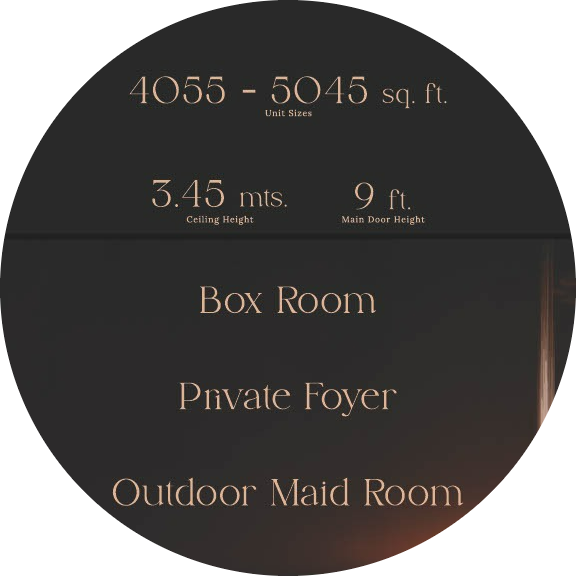 4055 - 5045 sq. ft.
Unit Sizes
3.45 mts.
Ceiling Height
9 ft.
Main Door Height
Box Room
Private Foyer
Outdoor Maid Room